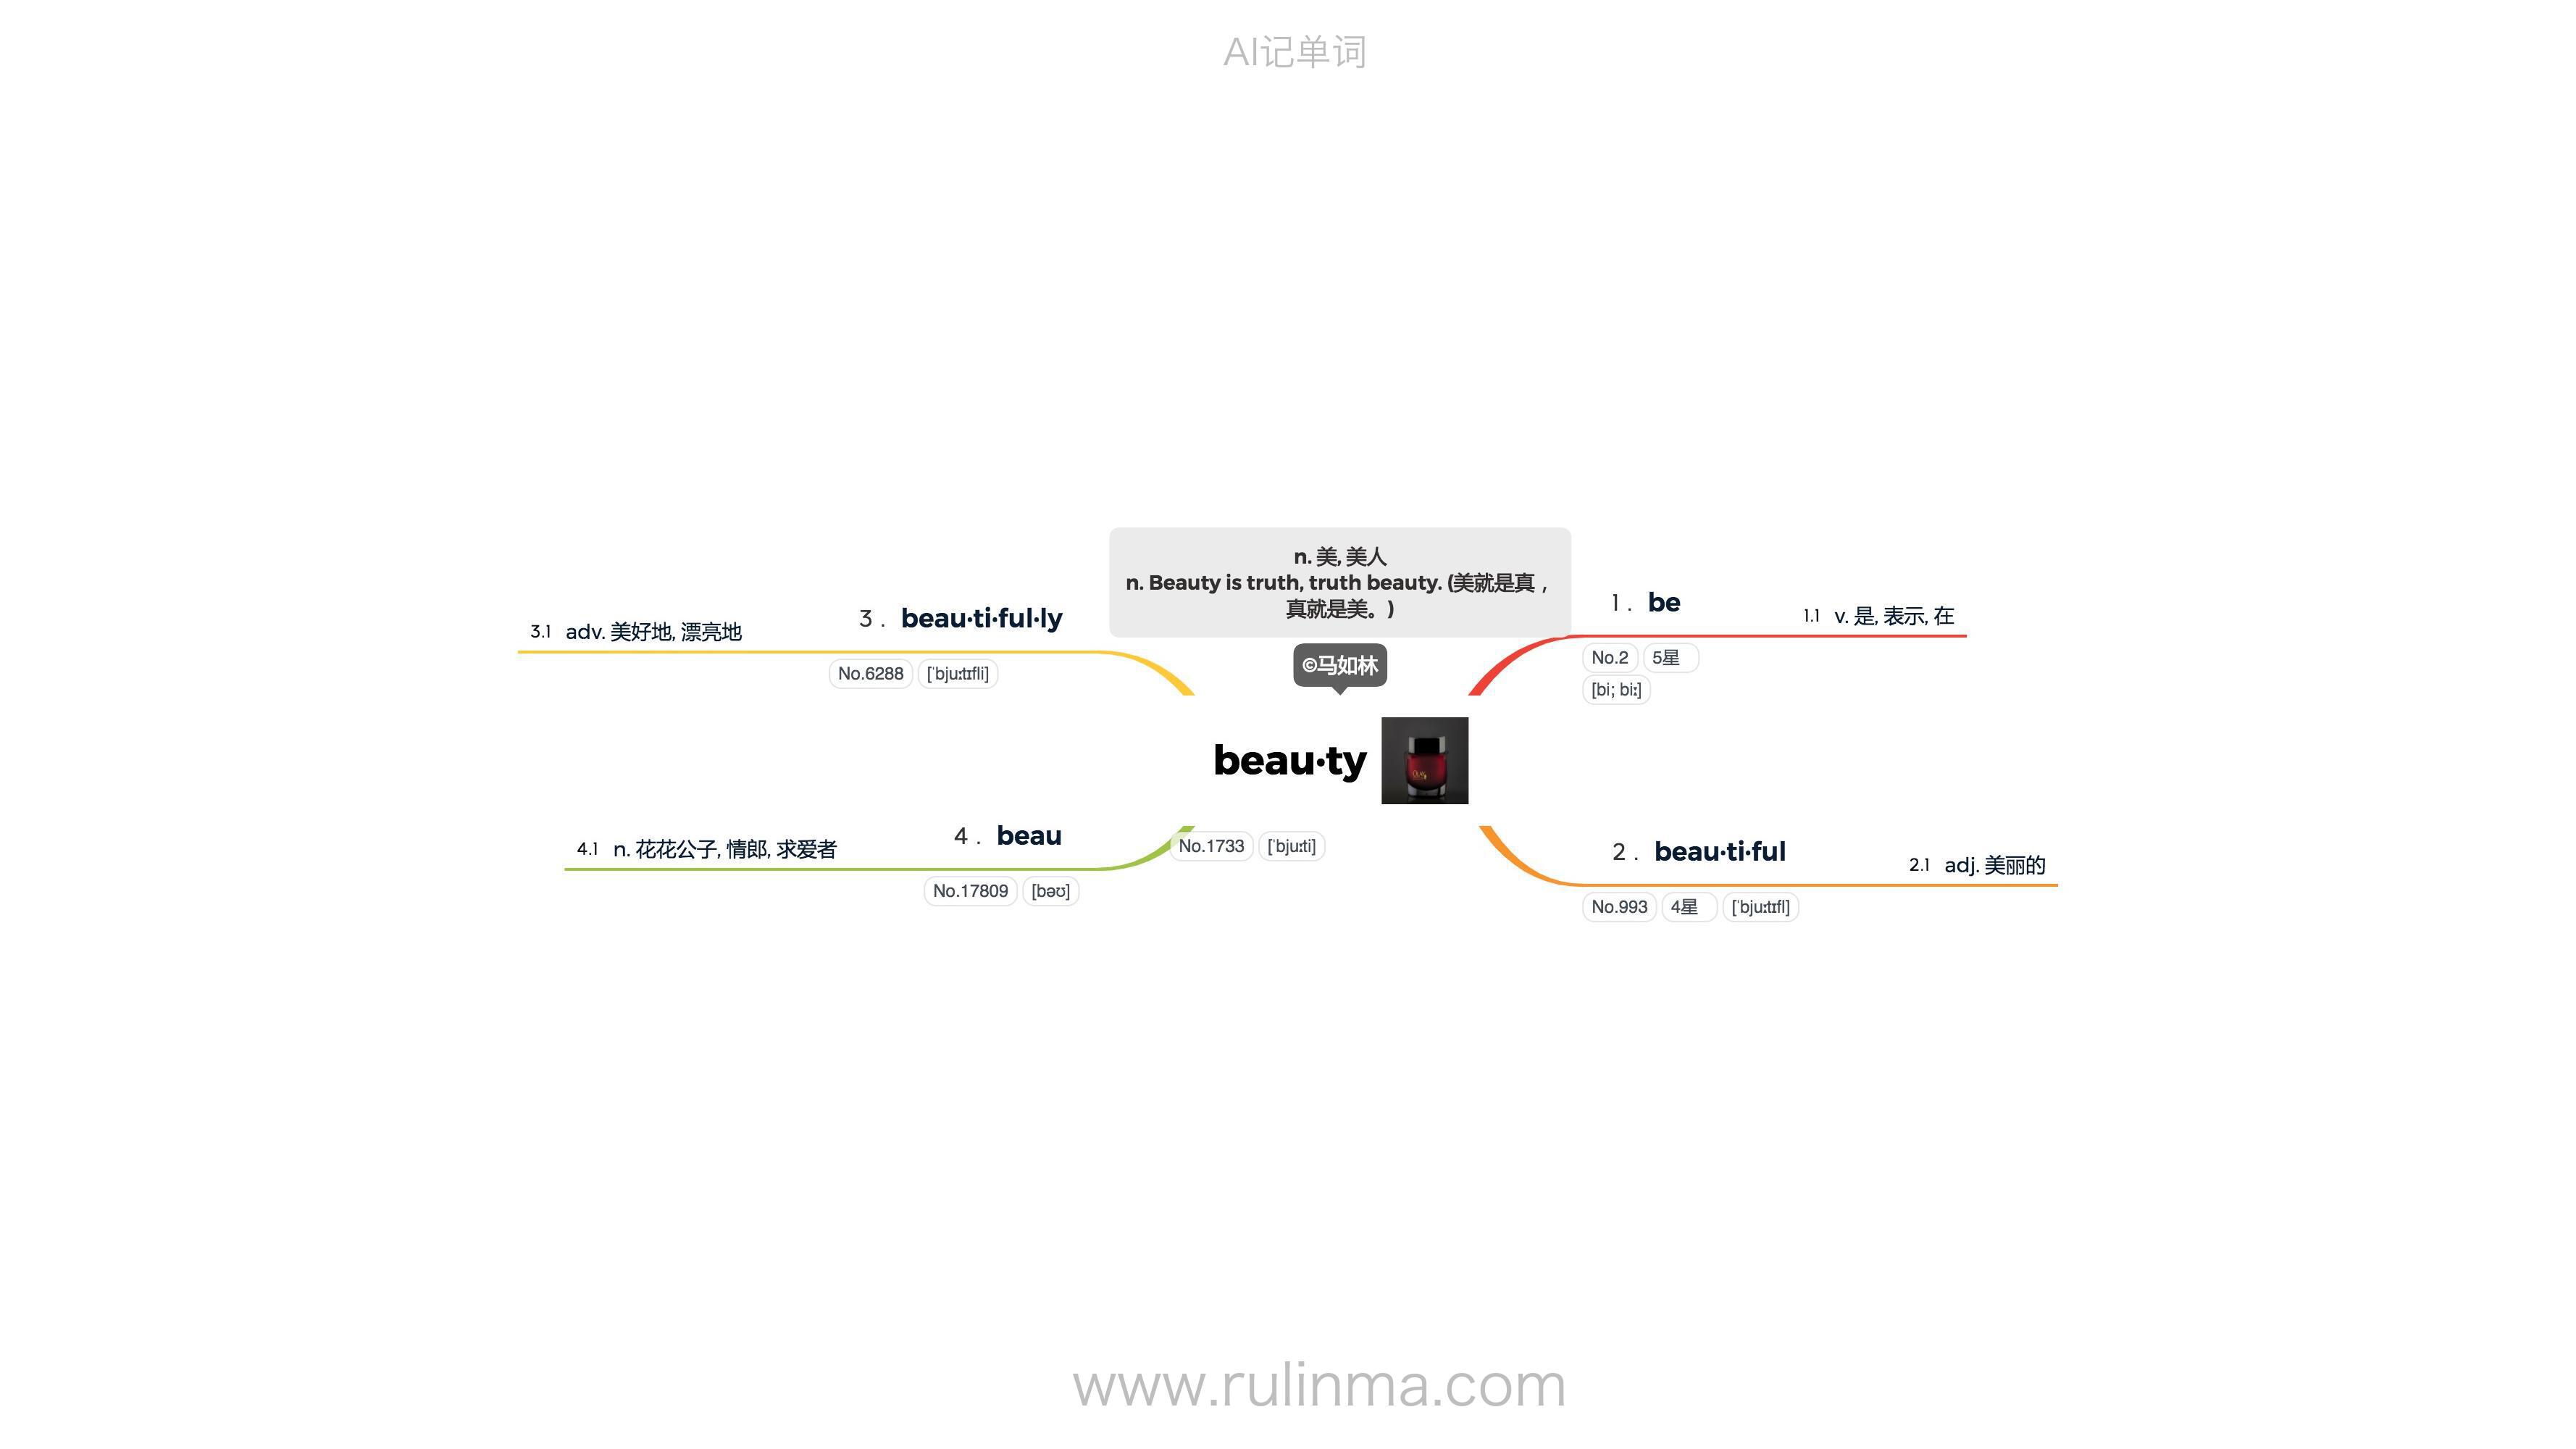 AI记单词
n. 美, 美人
n. Beauty is truth, truth beauty. (美就是真，
真就是美。)
©马如林
beau·ty
No.1733 [ˈbjuːti]
1 . be
No.2 5星
[bi; biː]
1.1 v. 是, 表示, 在
2 . beau·ti·ful
No.993 4星 [ˈbjuːtɪfl]
2.1 adj. 美丽的
3 . beau·ti·ful·ly
No.6288 [ˈbjuːtɪfli]
3.1 adv. 美好地, 漂亮地
4 . beau
No.17809 [bəʊ]
4.1 n. 花花公子, 情郎, 求爱者
www.rulinma.com